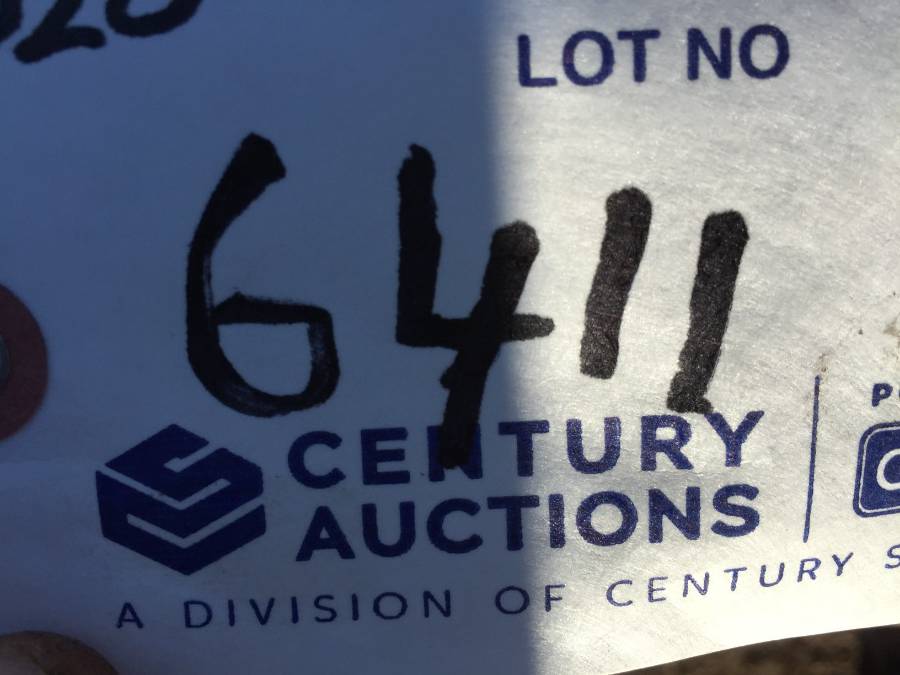 LOT NO
6411
CENTURY
AUCTIONS
A DIVISION OF CENTURY